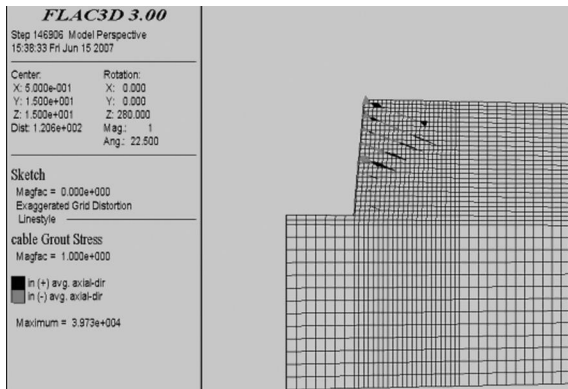 FLAC3D 3.00
Step 146906 Model Perspective
15:38:33 Fri Jun 15 2007
Center: Rotation:
X: 5.000e-001 X: 0.000
Y: 1.500e+001 Y: 0.000
Z: 1.500e+001 Z: 280.000
Dist: 1.206e+002 Mag.: 1
Ang.: 22.500
Sketch
Magfac = 0.000e+000
Exaggerated Grid Distortion
Linestyle
cable Grout Stress
Magfac = 1.000e+000
in (+) avg. axial-dir
in (-) avg. axial-dir
Maximum = 3.973e+004